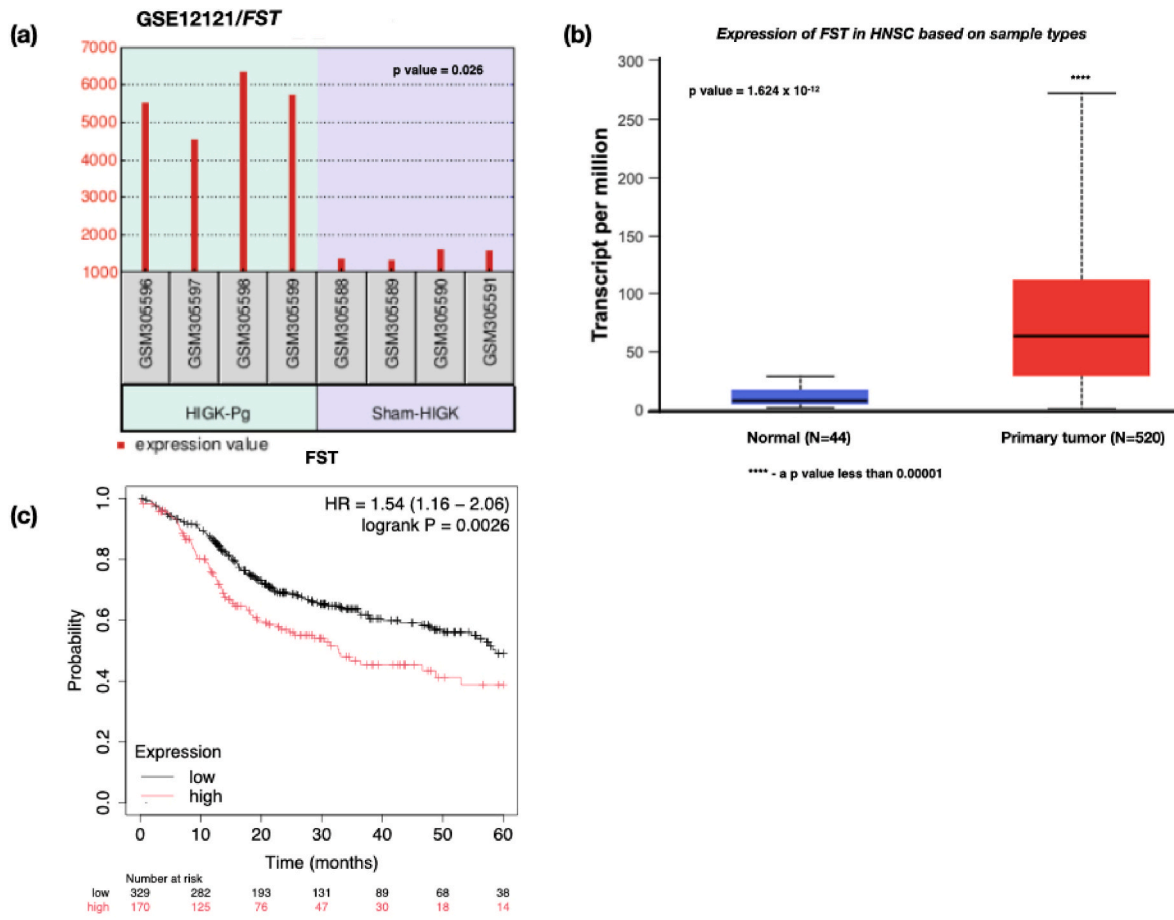 (a)
GSE12121/FST
7000
6000
5000
4000
3000
2000
1000
p value = 0.026
GSM305596
GSM305597
GSM305598
GSM305599
GSM305588
GSM305589
GSM305590
GSM305591
HIGK-Pg
Sham-HIGK
expression value
(b)
Expression of FST in HNSC based on sample types
Transcript per million
300
250
200
150
100
50
0
p value = 1.624 x 10⁻¹²
****
Normal (N=44)
Primary tumor (N=520)
**** - a p value less than 0.00001
(c)
FST
HR = 1.54 (1.16 – 2.06)
logrank P = 0.0026
Probability
1.0
0.8
0.6
0.4
0.2
0.0
Expression
low
high
0 10 20 30 40 50 60
Time (months)
Number at risk
low 329 282 193 131 89 68 38
high 170 125 76 47 30 18 14